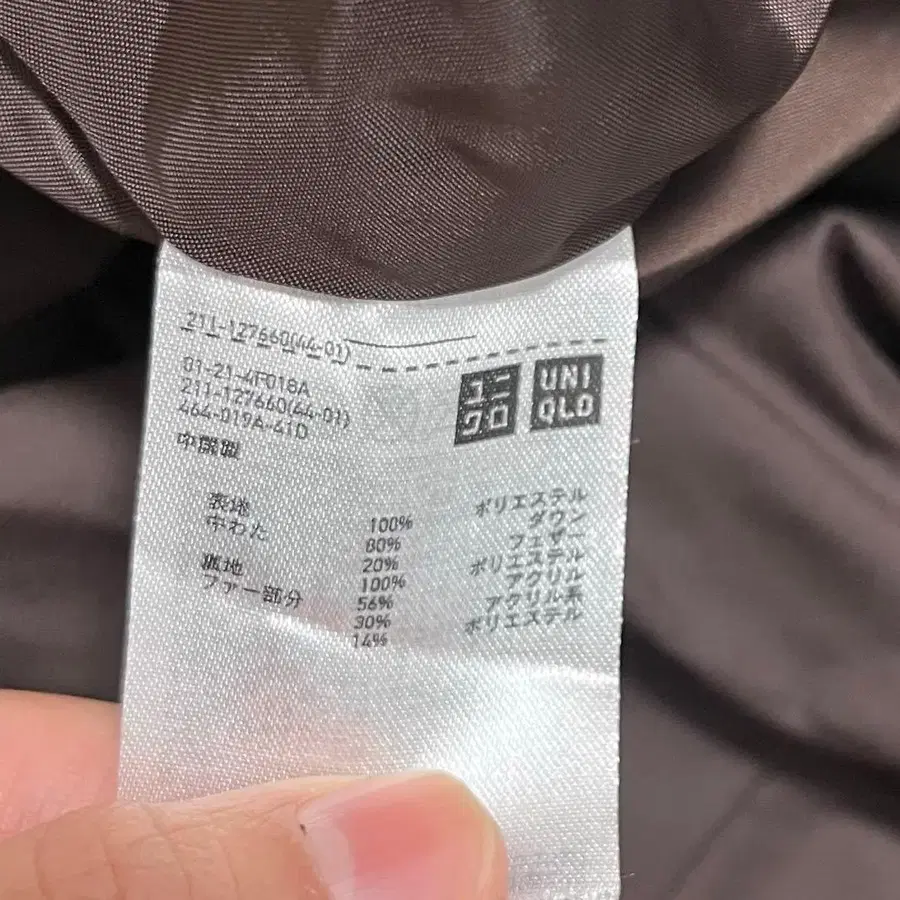 211-127660(44-01)
01-21-4F018A
211-127660(44-01)
464-019A-41D
中国製
ユニ
クロ
UNI
QLO
表地 100% ポリエステル
中わた 80% ダウン
20% フェザー
裏地 100% ポリエステル
ファー部分 56% アクリル
30% アクリル系
14% ポリエステル